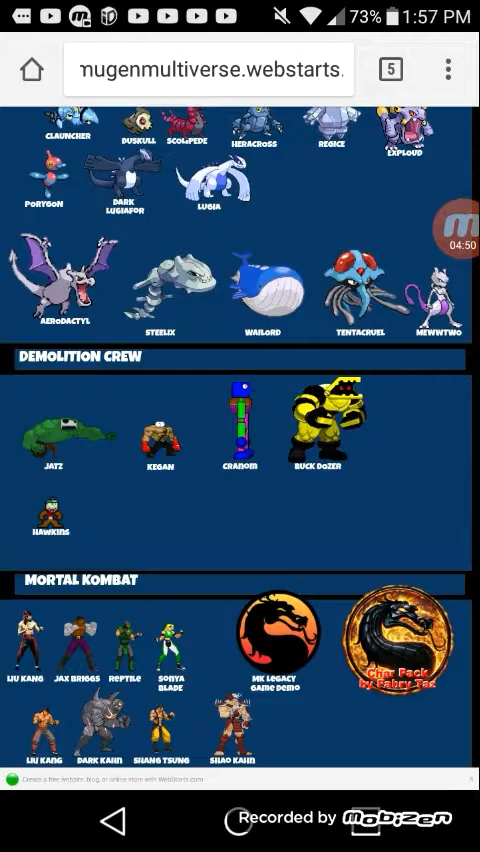 73% 1:57 PM
mugenmultiverse.webstarts.
5
CLAUNCHER DUSKULL SCOLIPEDE HERACROSS REGICE EXPLOUD
PORYGON DARK LUGIAFOR LUGIA
04:50
AERODACTYL STEELIX WAILORD TENTACRUEL MEWWTWO
DEMOLITION CREW
JATZ KEGAN CRANOM BUCK DOZER
HAWKINS
MORTAL KOMBAT
Char Pack
by Fabry Taz
LIU KANG JAX BRIGGS REPTILE SONYA BLADE MK LEGACY GAME DEMO
LIU KANG DARK KAHN SHANG TSUNG SHAO KAHN
Create a free website, blog, or online store with WebStarts.com
Recorded by MOBIZEN